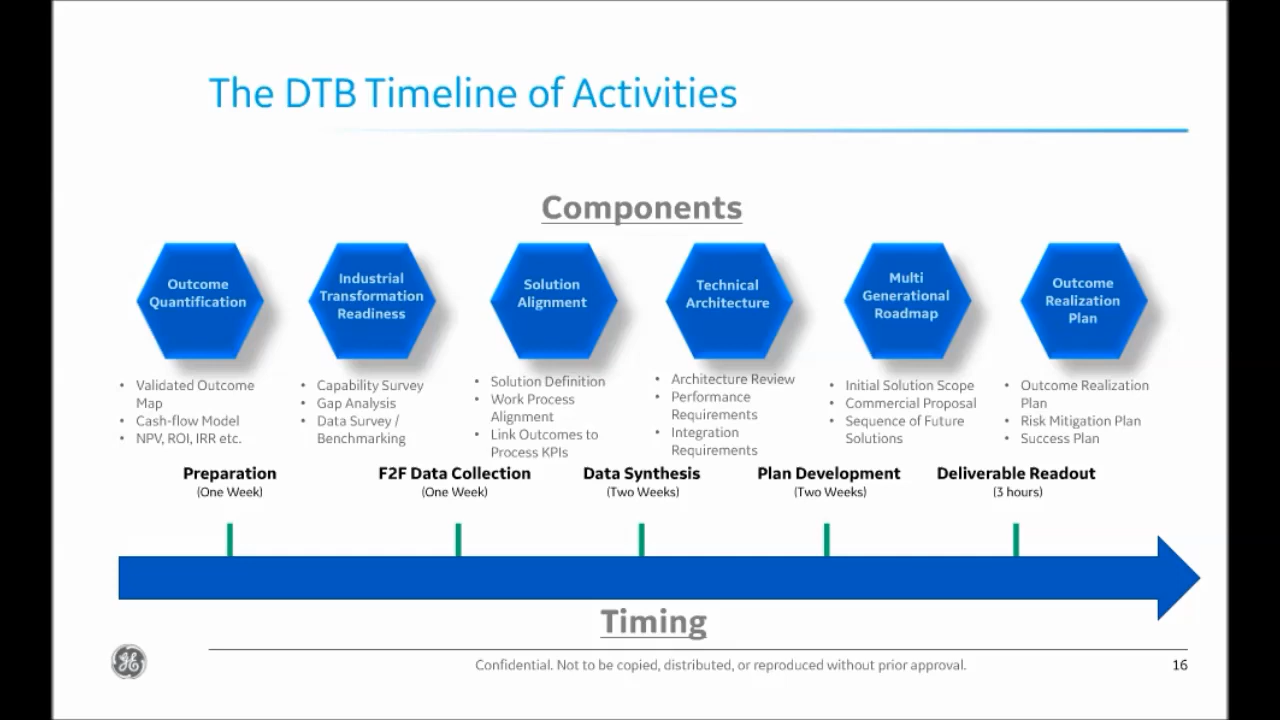 The DTB Timeline of Activities
Components
Outcome
Quantification
Industrial
Transformation
Readiness
Solution
Alignment
Technical
Architecture
Multi
Generational
Roadmap
Outcome
Realization
Plan
• Validated Outcome
Map
• Cash-flow Model
• NPV, ROI, IRR etc.
• Capability Survey
• Gap Analysis
• Data Survey /
Benchmarking
• Solution Definition
• Work Process
Alignment
• Link Outcomes to
Process KPIs
• Architecture Review
• Performance
Requirements
• Integration
Requirements
• Initial Solution Scope
• Commercial Proposal
• Sequence of Future
Solutions
• Outcome Realization
Plan
• Risk Mitigation Plan
• Success Plan
Preparation
(One Week)
F2F Data Collection
(One Week)
Data Synthesis
(Two Weeks)
Plan Development
(Two Weeks)
Deliverable Readout
(3 hours)
Timing
GE
Confidential. Not to be copied, distributed, or reproduced without prior approval.
16